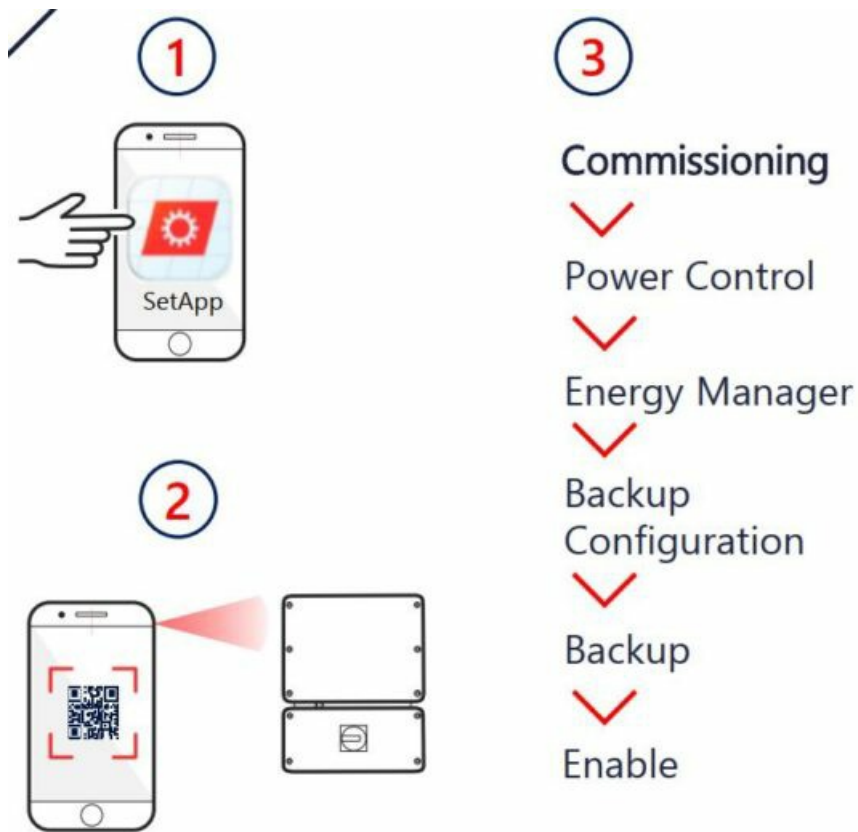 1
SetApp
2
3
Commissioning
Power Control
Energy Manager
Backup
Configuration
Backup
Enable